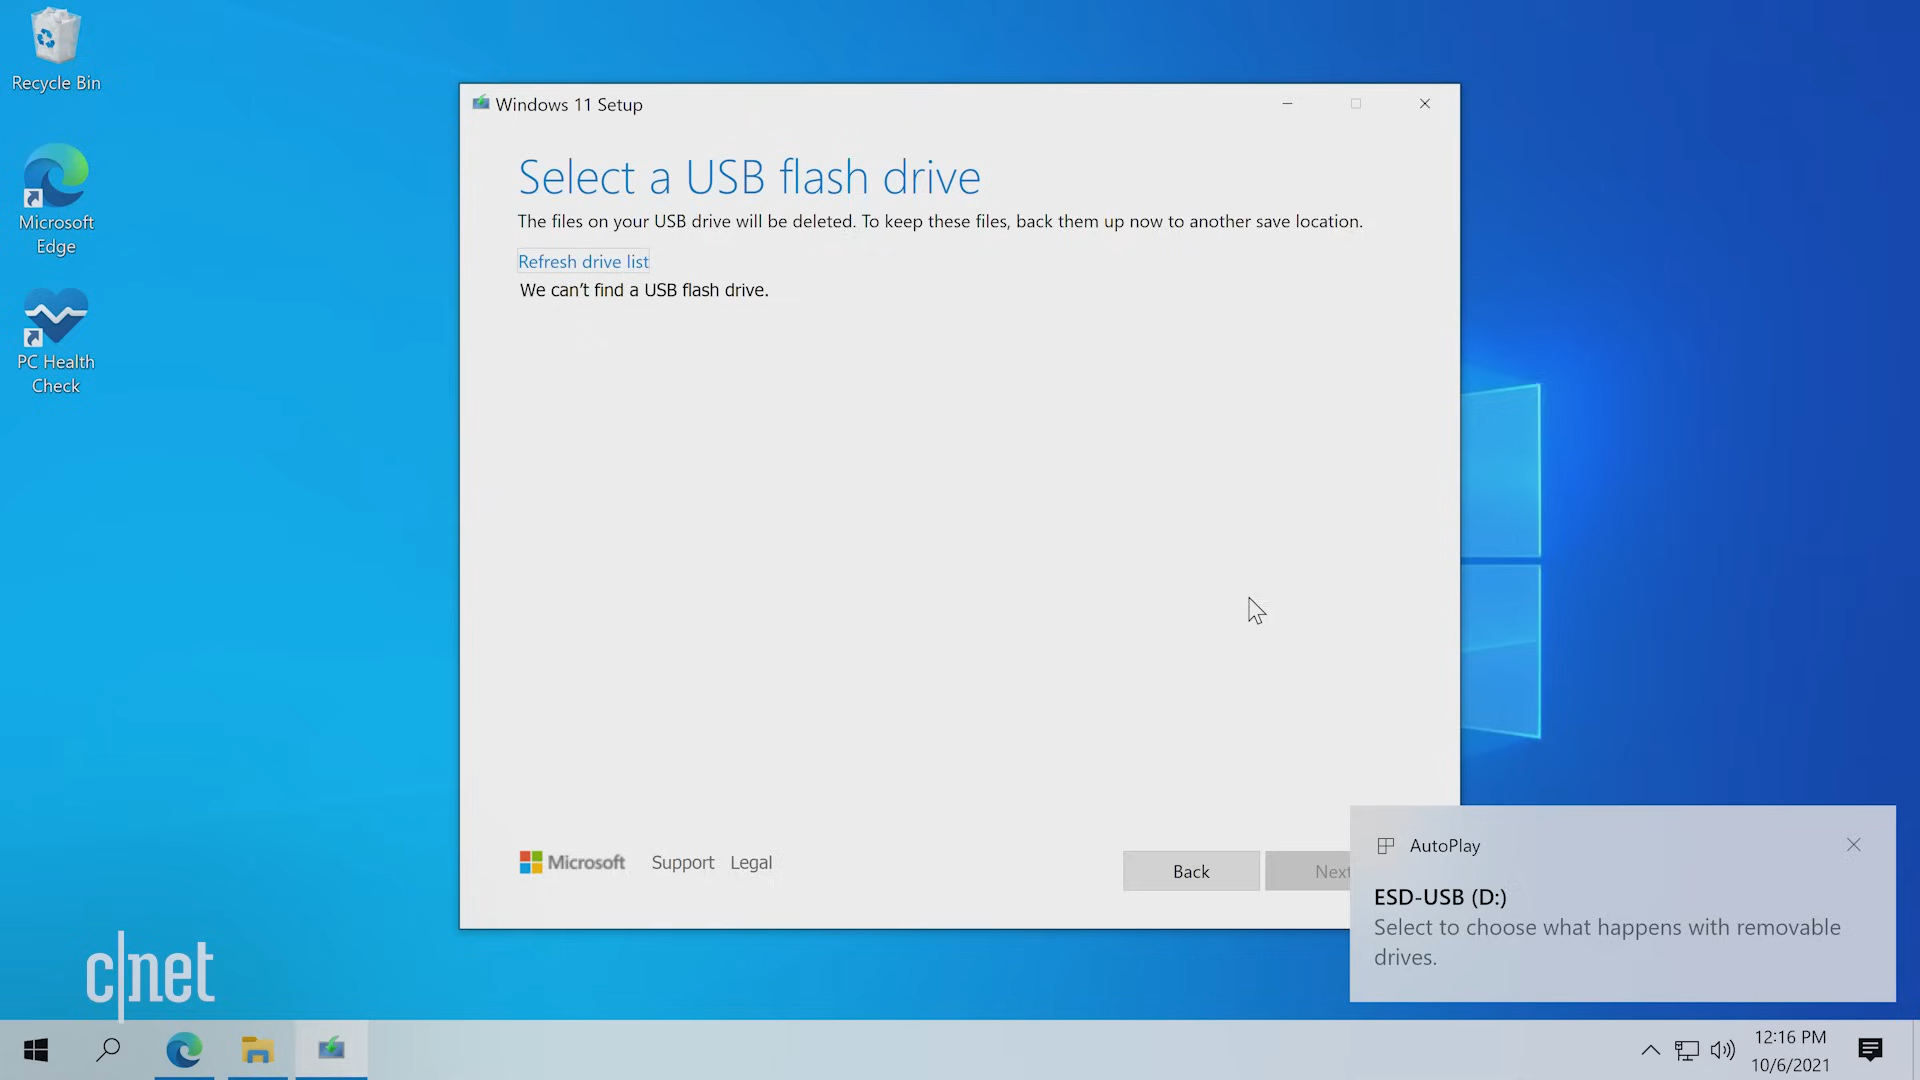 Recycle Bin
Microsoft
Edge
PC Health
Check
Windows 11 Setup
Select a USB flash drive
The files on your USB drive will be deleted. To keep these files, back them up now to another save location.
Refresh drive list
We can’t find a USB flash drive.
Microsoft Support Legal
Back
Next
AutoPlay
ESD-USB (D:)
Select to choose what happens with removable
drives.
c|net
12:16 PM
10/6/2021